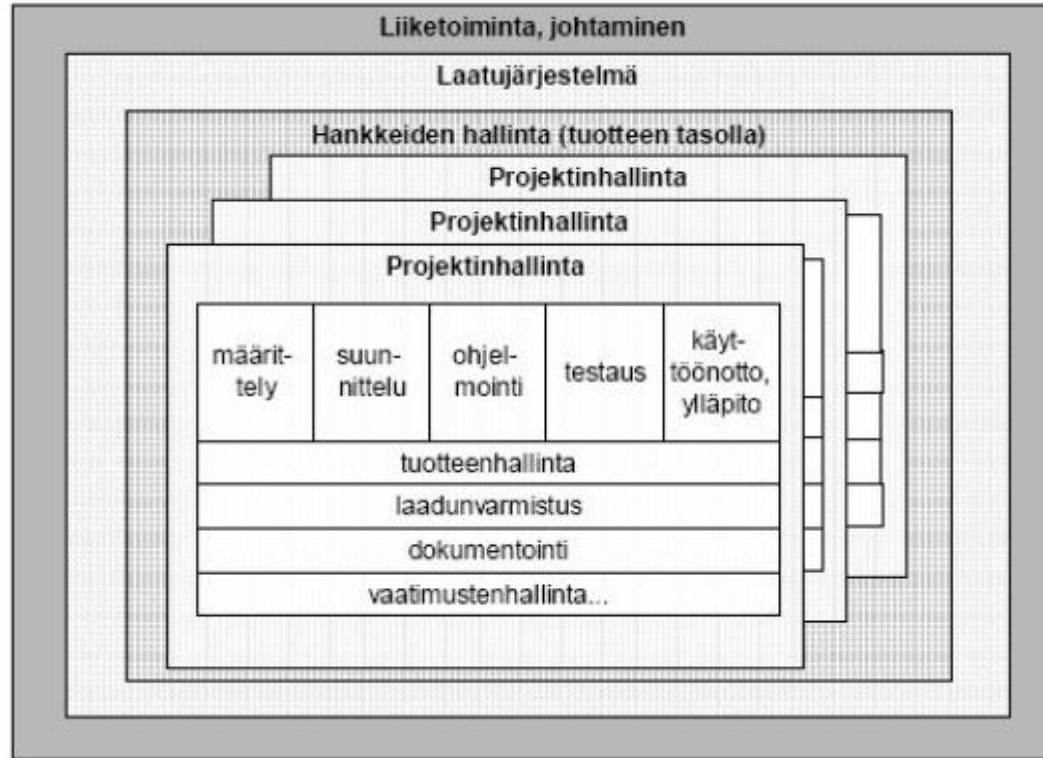 Liiketoiminta, johtaminen
Laatujärjestelmä
Hankkeiden hallinta (tuotteen tasolla)
Projektinhallinta
Projektinhallinta
Projektinhallinta
määrit-
tely
suun-
nittelu
ohjel-
mointi
testaus
käyt-
töönotto,
ylläpito
tuotteenhallinta
laadunvarmistus
dokumentointi
vaatimustenhallinta...